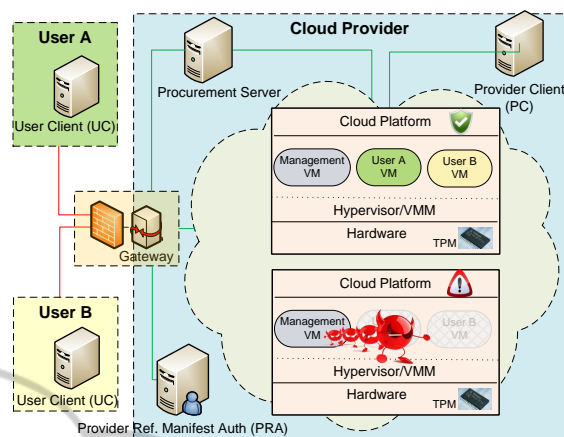 User A
User Client (UC)
Cloud Provider
Procurement Server
Provider Client
(PC)
Cloud Platform
Management
VM
User A
VM
User B
VM
Hypervisor/VMM
Hardware
TPM
Gateway
User B
User Client (UC)
Cloud Platform
Management
VM
User B
VM
Hypervisor/VMM
Hardware
TPM
Provider Ref. Manifest Auth (PRA)